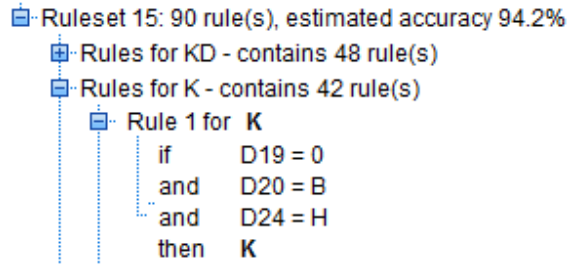 Ruleset 15: 90 rule(s), estimated accuracy 94.2%
Rules for KD - contains 48 rule(s)
Rules for K - contains 42 rule(s)
Rule 1 for K
if D19 = 0
and D20 = B
and D24 = H
then K